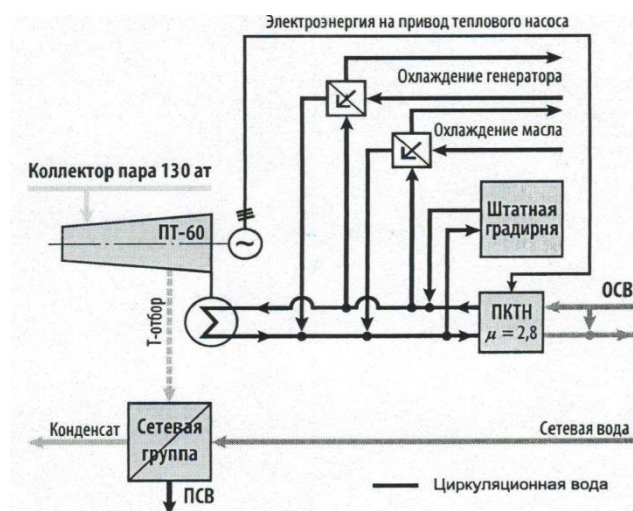 Электроэнергия на привод теплового насоса
Охлаждение генератора
Охлаждение масла
Коллектор пара 130 ат
ПТ-60
~
Штатная
градирня
ОСВ
ПКТН
μ = 2,8
Т-отбор
Конденсат
Сетевая
группа
Сетевая вода
ПСВ
Циркуляционная вода